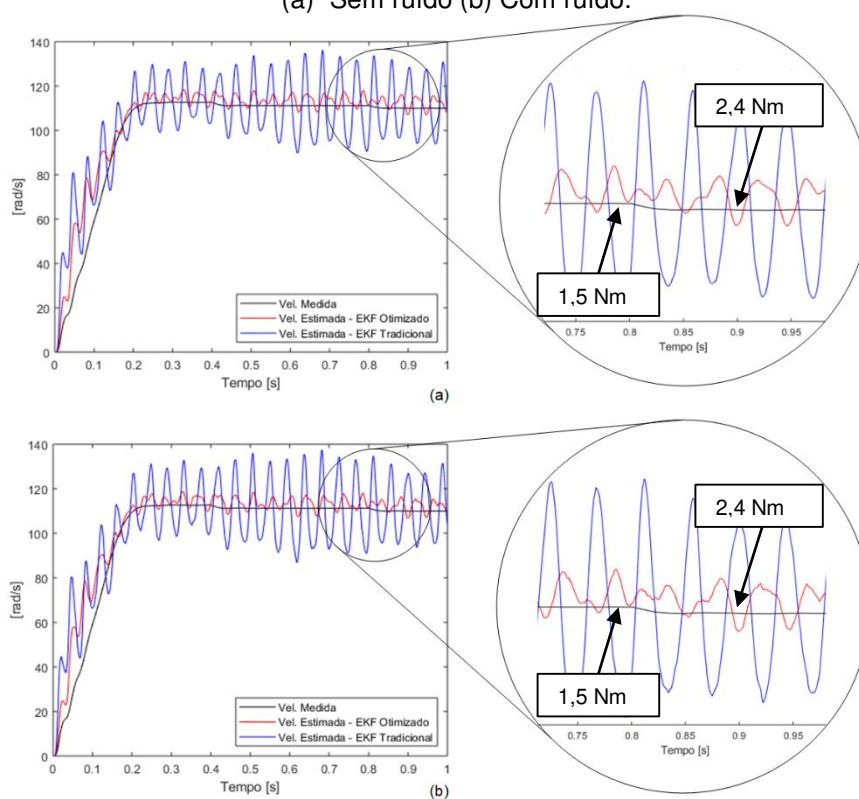 (a) Sem ruído (b) Com ruído.
140
120
100
80
60
40
20
0
[rad/s]
0 0.1 0.2 0.3 0.4 0.5 0.6 0.7 0.8 0.9 1
Tempo [s]
Vel. Medida
Vel. Estimada - EKF Otimizado
Vel. Estimada - EKF Tradicional
2,4 Nm
1,5 Nm
0.75 0.8 0.85 0.9 0.95
Tempo [s]
(a)
140
120
100
80
60
40
20
0
[rad/s]
0 0.1 0.2 0.3 0.4 0.5 0.6 0.7 0.8 0.9 1
Tempo [s]
Vel. Medida
Vel. Estimada - EKF Otimizado
Vel. Estimada - EKF Tradicional
2,4 Nm
1,5 Nm
0.75 0.8 0.85 0.9 0.95
Tempo [s]
(b)